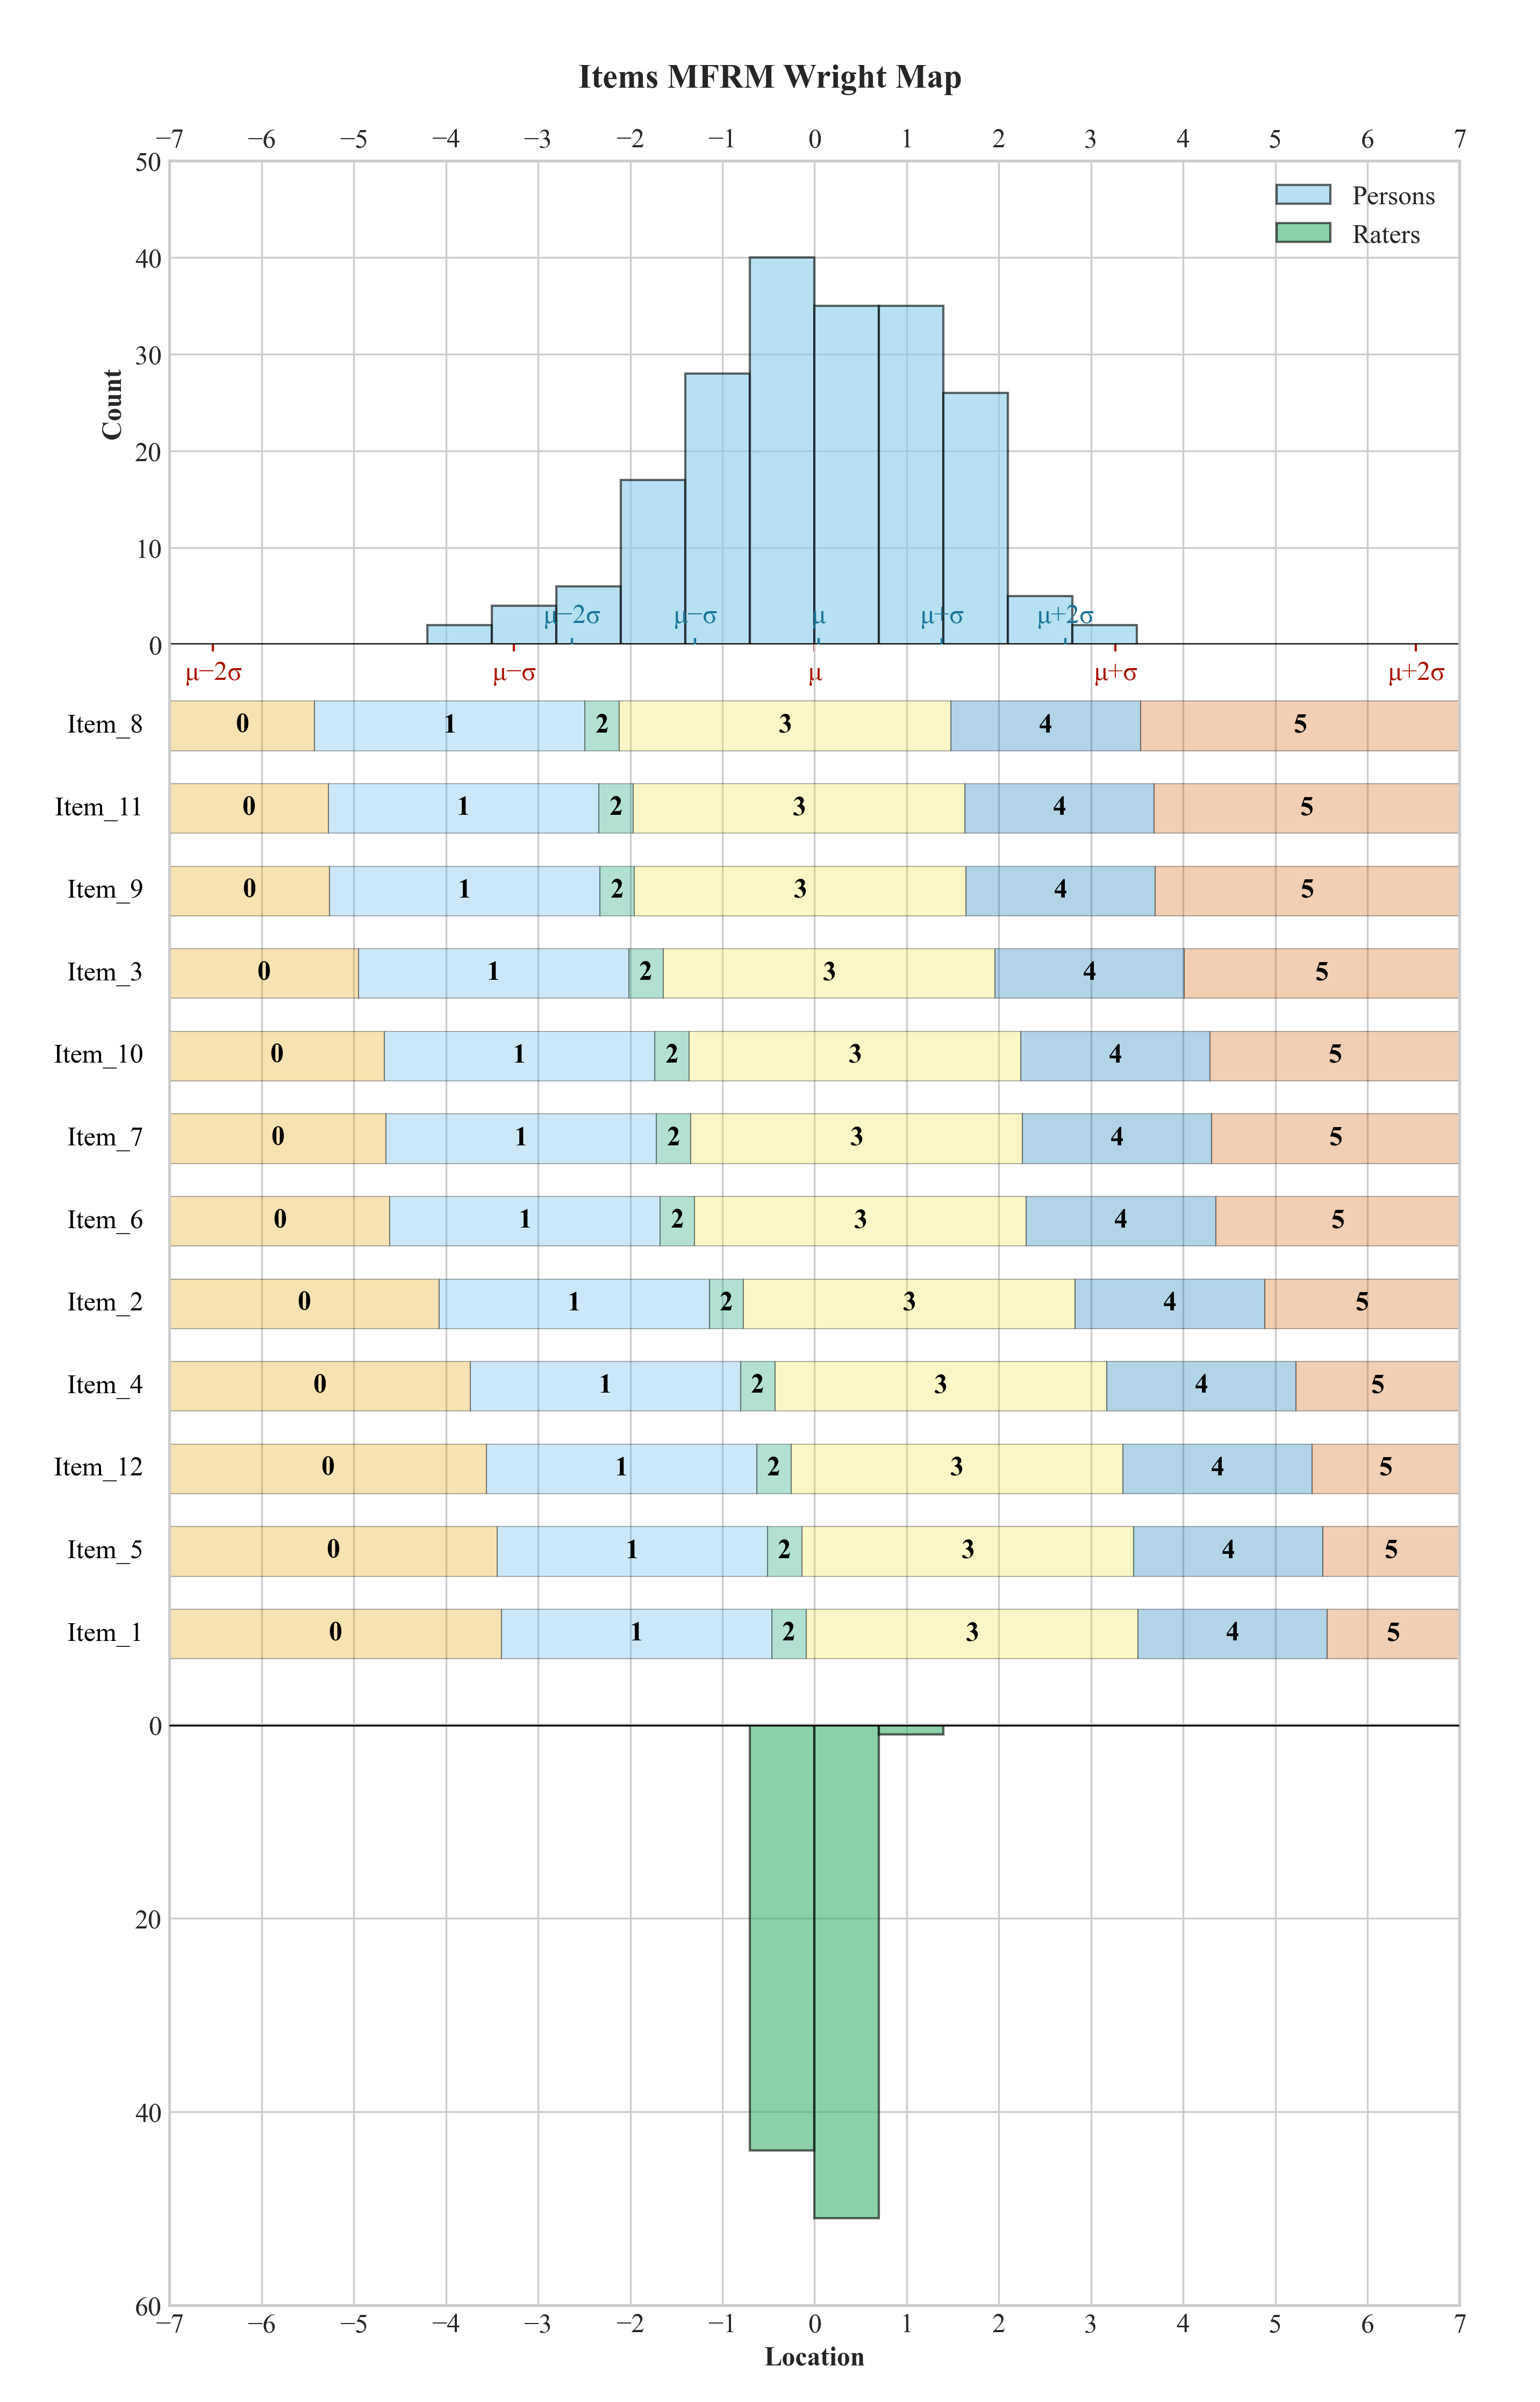 Items MFRM Wright Map
−7 −6 −5 −4 −3 −2 −1 0 1 2 3 4 5 6 7
50
Persons
Raters
40
30
Count
20
10
μ−2σ μ−σ μ μ+σ μ+2σ
0
μ−2σ μ−σ μ μ+σ μ+2σ
Item_8 0 1 2 3 4 5
Item_11 0 1 2 3 4 5
Item_9 0 1 2 3 4 5
Item_3 0 1 2 3 4 5
Item_10 0 1 2 3 4 5
Item_7 0 1 2 3 4 5
Item_6 0 1 2 3 4 5
Item_2 0 1 2 3 4 5
Item_4 0 1 2 3 4 5
Item_12 0 1 2 3 4 5
Item_5 0 1 2 3 4 5
Item_1 0 1 2 3 4 5
0
20
40
60
−7 −6 −5 −4 −3 −2 −1 0 1 2 3 4 5 6 7
Location